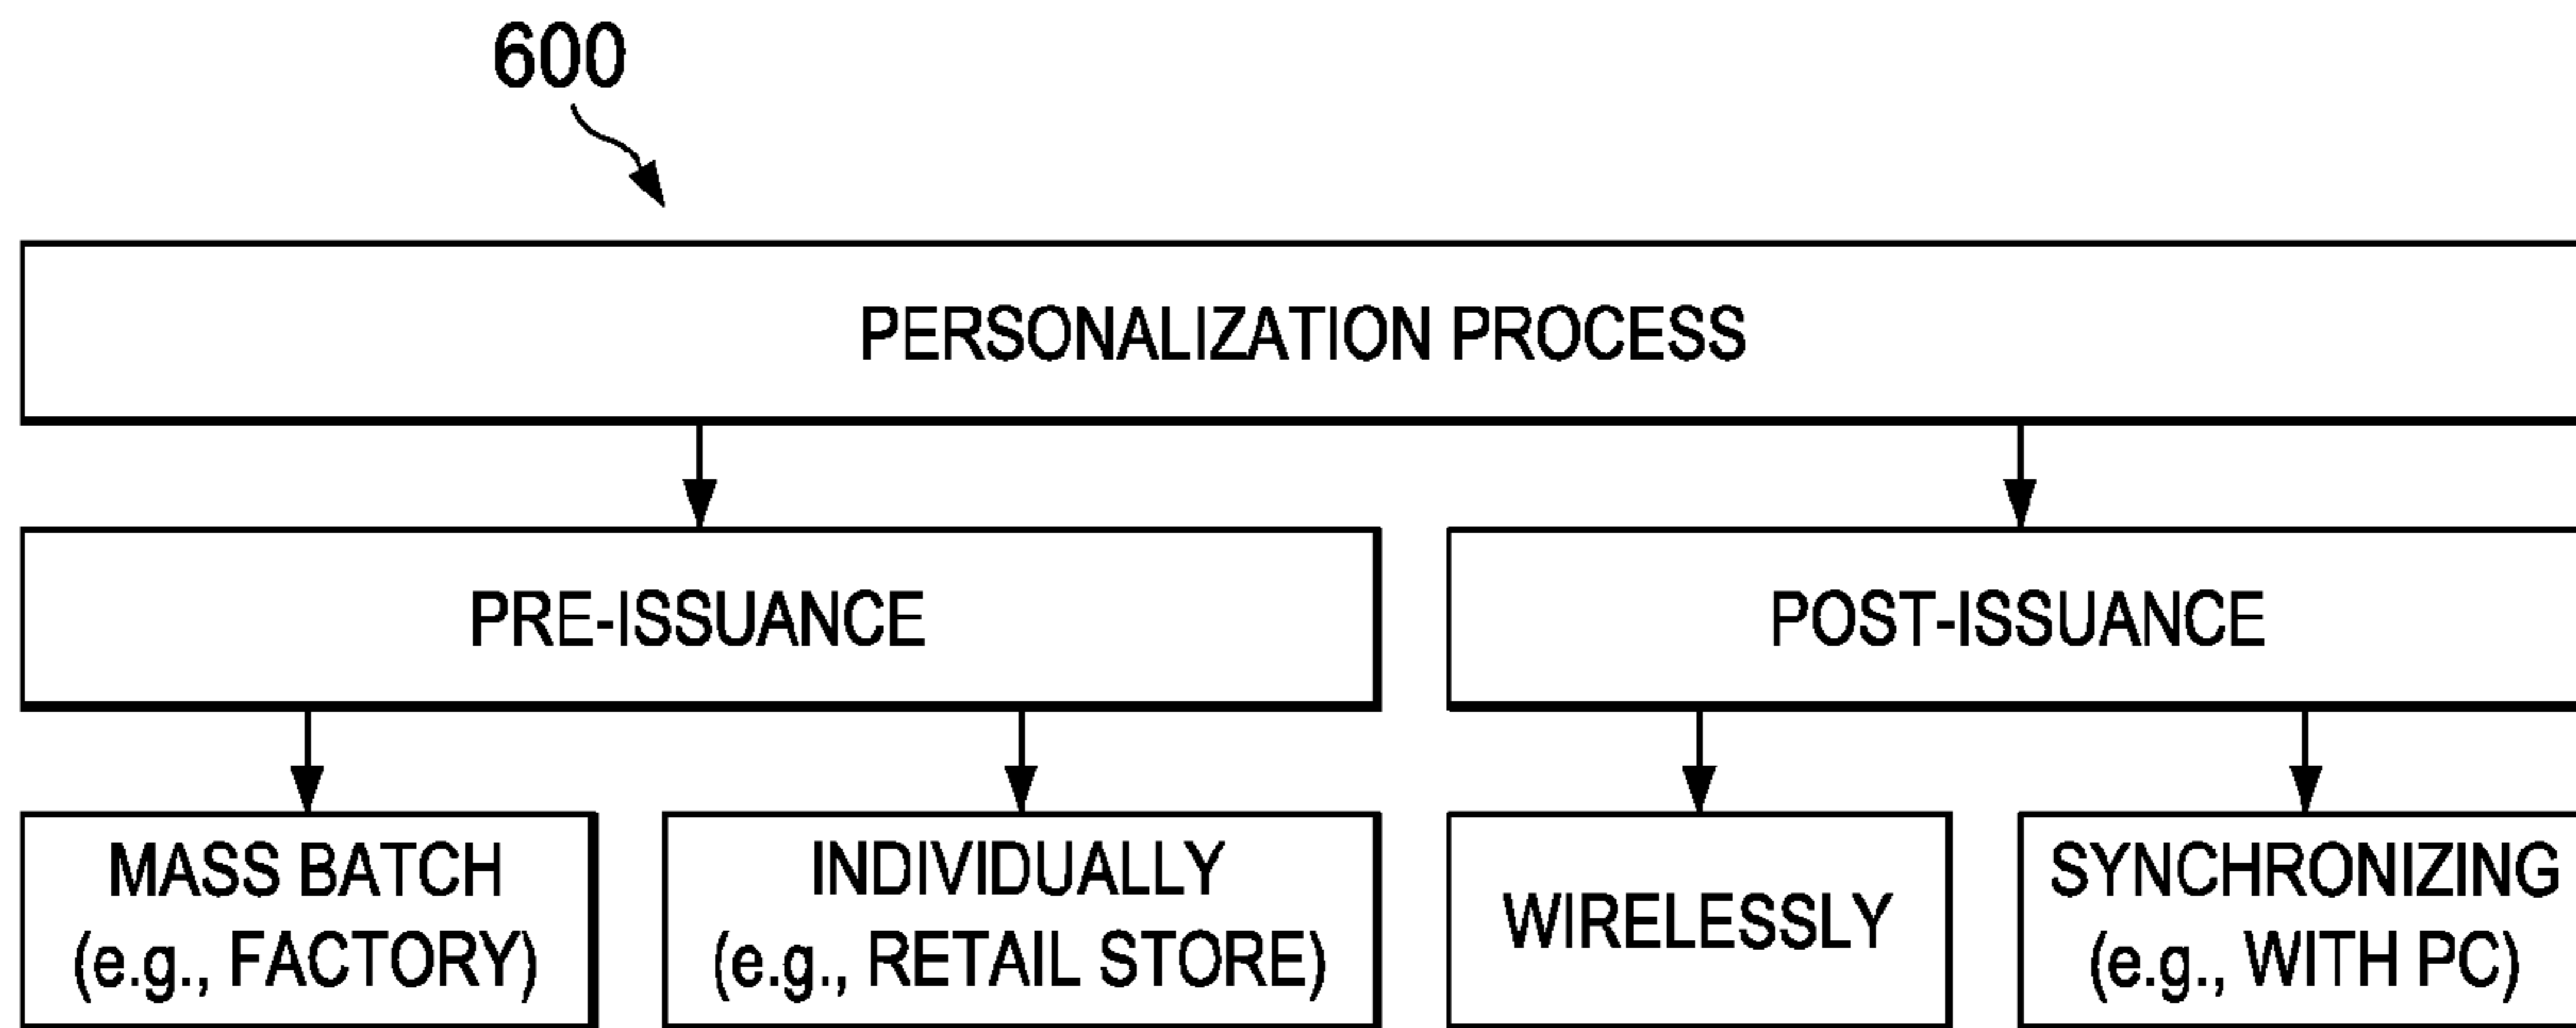 600
PERSONALIZATION PROCESS
PRE-ISSUANCE
POST-ISSUANCE
MASS BATCH
(e.g., FACTORY)
INDIVIDUALLY
(e.g., RETAIL STORE)
WIRELESSLY
SYNCHRONIZING
(e.g., WITH PC)